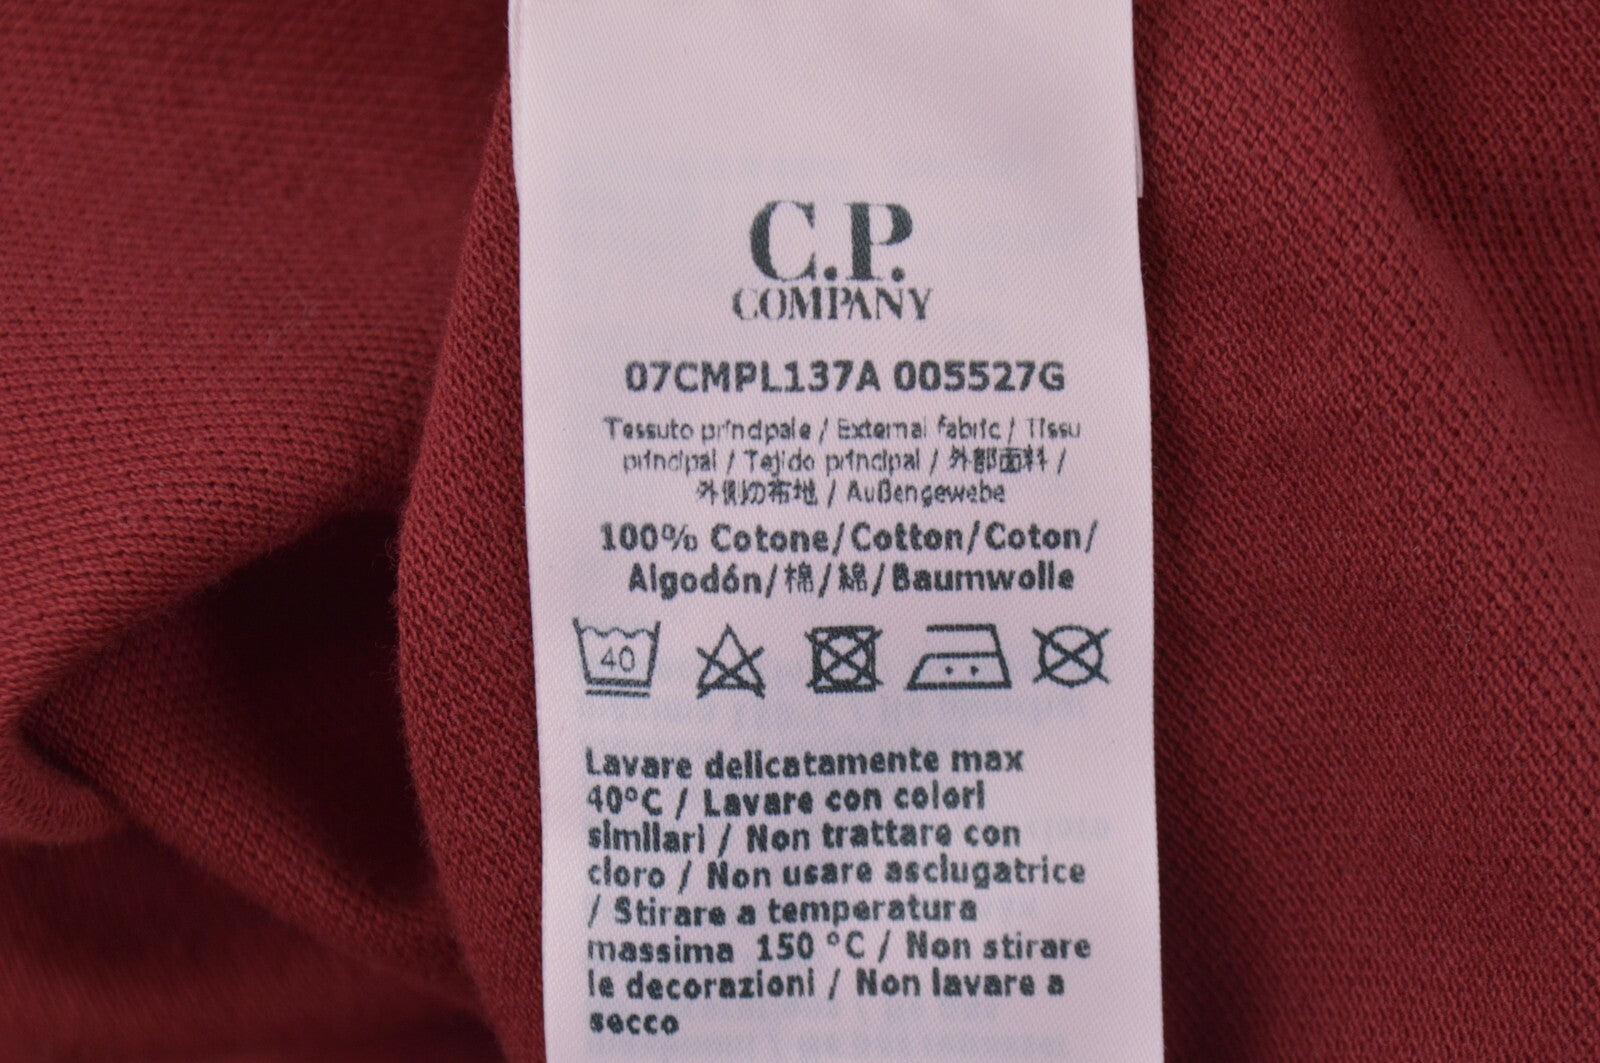 C.P.
COMPANY
07CMPL137A 005527G
Tessuto principale / External fabric / Tissu
principal / Tejido principal / 外部面料 /
外側の布地 / Außengewebe
100% Cotone/Cotton/Coton/
Algodón/棉/綿/Baumwolle
40
Lavare delicatamente max
40°C / Lavare con colori
similari / Non trattare con
cloro / Non usare asciugatrice
/ Stirare a temperatura
massima 150 °C / Non stirare
le decorazioni / Non lavare a
secco